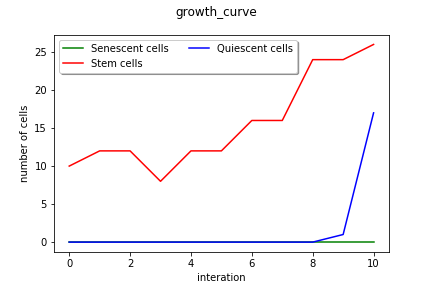 growth_curve
Senescent cells
Stem cells
Quiescent cells
number of cells
25
20
15
10
5
0
0 2 4 6 8 10
interation